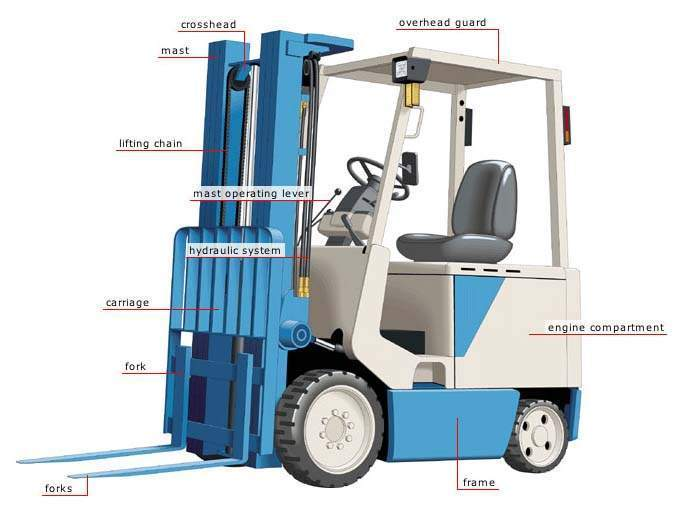 crosshead
overhead guard
mast
lifting chain
mast operating lever
hydraulic system
carriage
engine compartment
fork
frame
forks